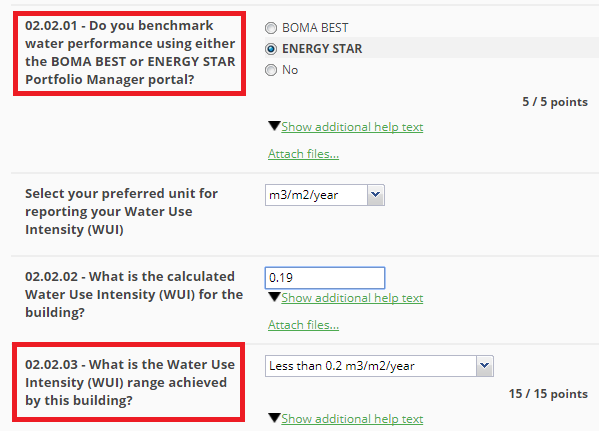 02.02.01 - Do you benchmark
water performance using either
the BOMA BEST or ENERGY STAR
Portfolio Manager portal?
BOMA BEST
ENERGY STAR
No
5 / 5 points
Show additional help text
Attach files...
Select your preferred unit for
reporting your Water Use
Intensity (WUI)
m3/m2/year
02.02.02 - What is the calculated
Water Use Intensity (WUI) for the
building?
0.19
Show additional help text
Attach files...
02.02.03 - What is the Water Use
Intensity (WUI) range achieved
by this building?
Less than 0.2 m3/m2/year
15 / 15 points
Show additional help text